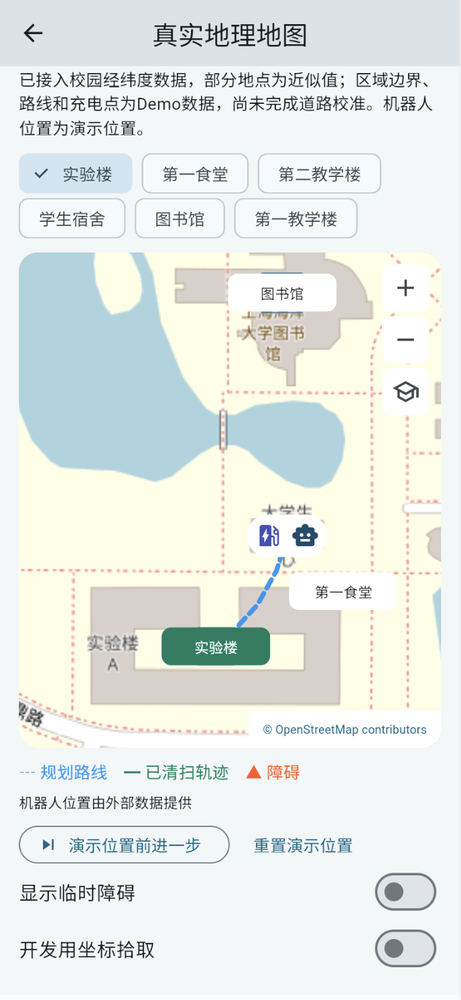 真实地理地图
已接入校园经纬度数据，部分地点为近似值；区域边界、
路线和充电点为Demo数据，尚未完成道路校准。机器人
位置为演示位置。
实验楼
第一食堂
第二教学楼
学生宿舍
图书馆
第一教学楼
图书馆
上海海洋
大学图书
馆
大学生
心
第一食堂
实验楼
A
实验楼
路
© OpenStreetMap contributors
规划路线
已清扫轨迹
障碍
机器人位置由外部数据提供
演示位置前进一步
重置演示位置
显示临时障碍
开发用坐标拾取